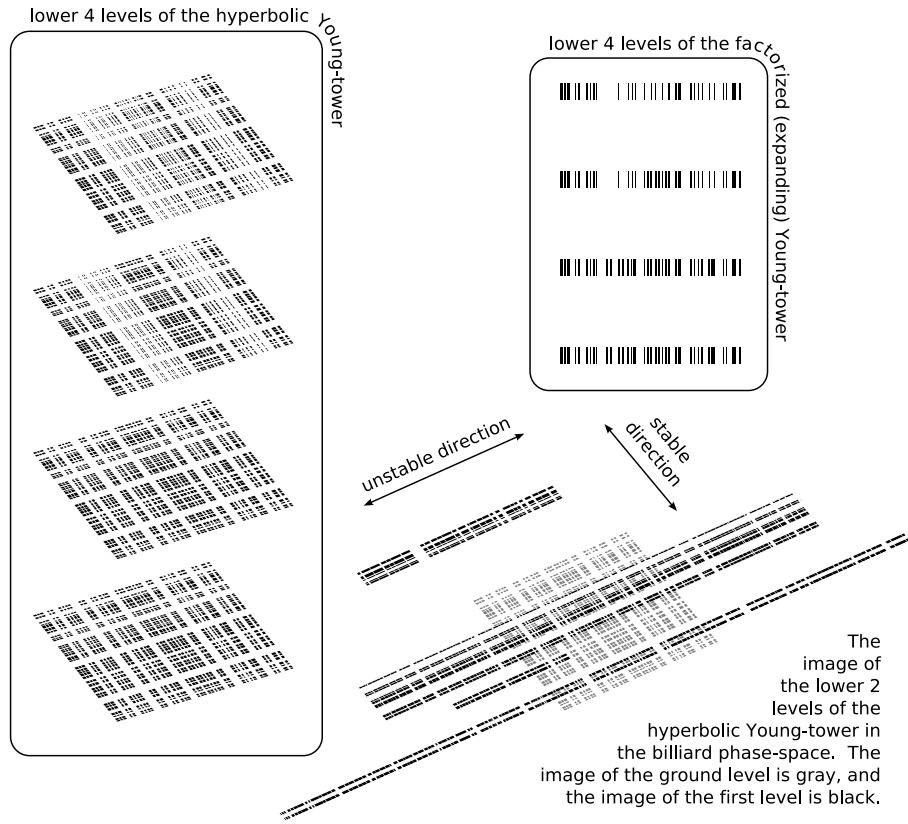 lower 4 levels of the hyperbolic Young-tower
lower 4 levels of the factorized (expanding) Young-tower
unstable direction
stable
direction
The
image of
the lower 2
levels of the
hyperbolic Young-tower in
the billiard phase-space. The
image of the ground level is gray, and
the image of the first level is black.